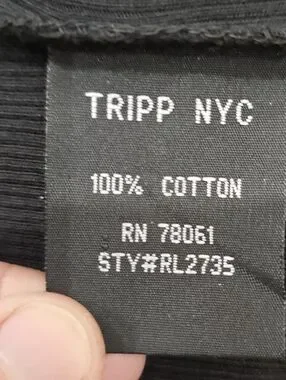 TRIPP NYC
100% COTTON
RN 78061
STY#RL2735